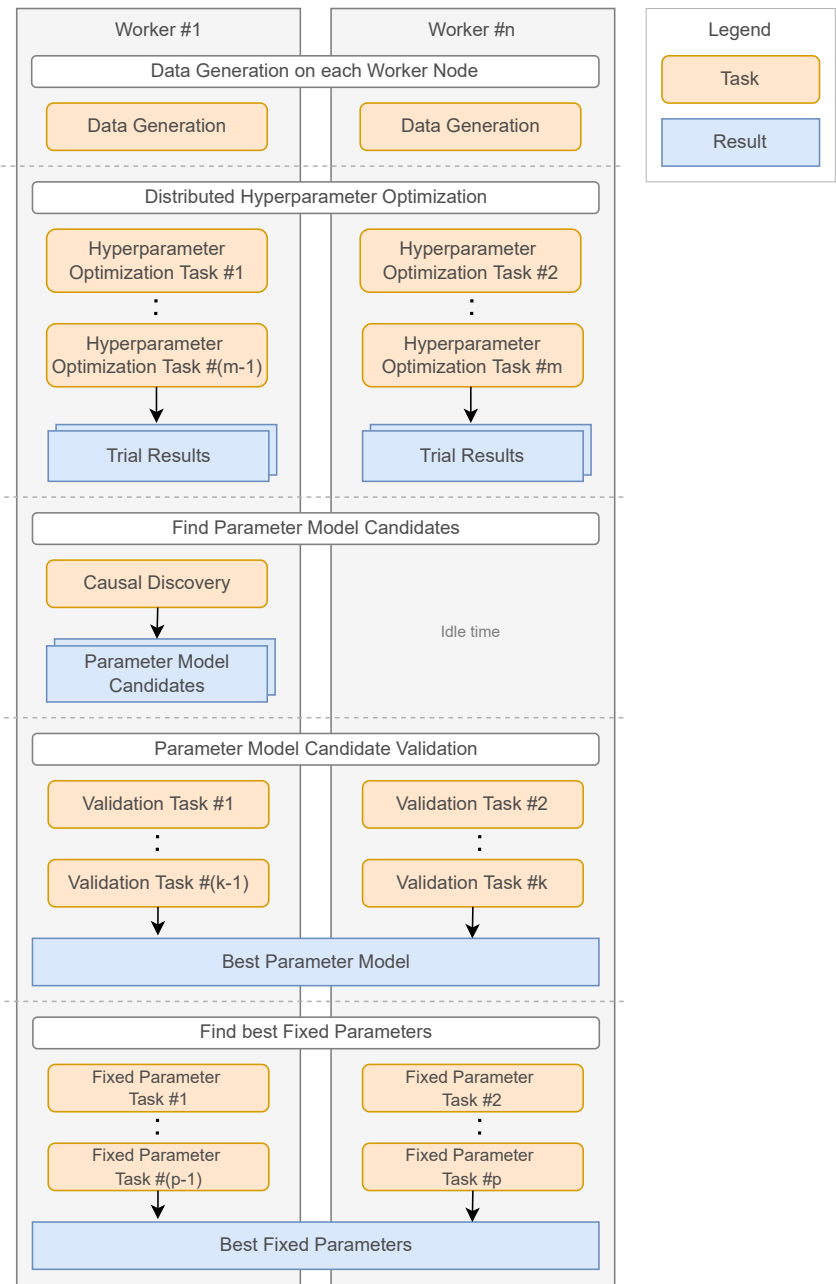 Worker #1
Worker #n
Legend
Data Generation on each Worker Node
Task
Data Generation
Data Generation
Result
Distributed Hyperparameter Optimization
Hyperparameter
Optimization Task #1
Hyperparameter
Optimization Task #2
:
:
Hyperparameter
Optimization Task #(m-1)
Hyperparameter
Optimization Task #m
Trial Results
Trial Results
Find Parameter Model Candidates
Causal Discovery
Idle time
Parameter Model
Candidates
Parameter Model Candidate Validation
Validation Task #1
Validation Task #2
:
:
Validation Task #(k-1)
Validation Task #k
Best Parameter Model
Find best Fixed Parameters
Fixed Parameter
Task #1
Fixed Parameter
Task #2
:
:
Fixed Parameter
Task #(p-1)
Fixed Parameter
Task #p
Best Fixed Parameters